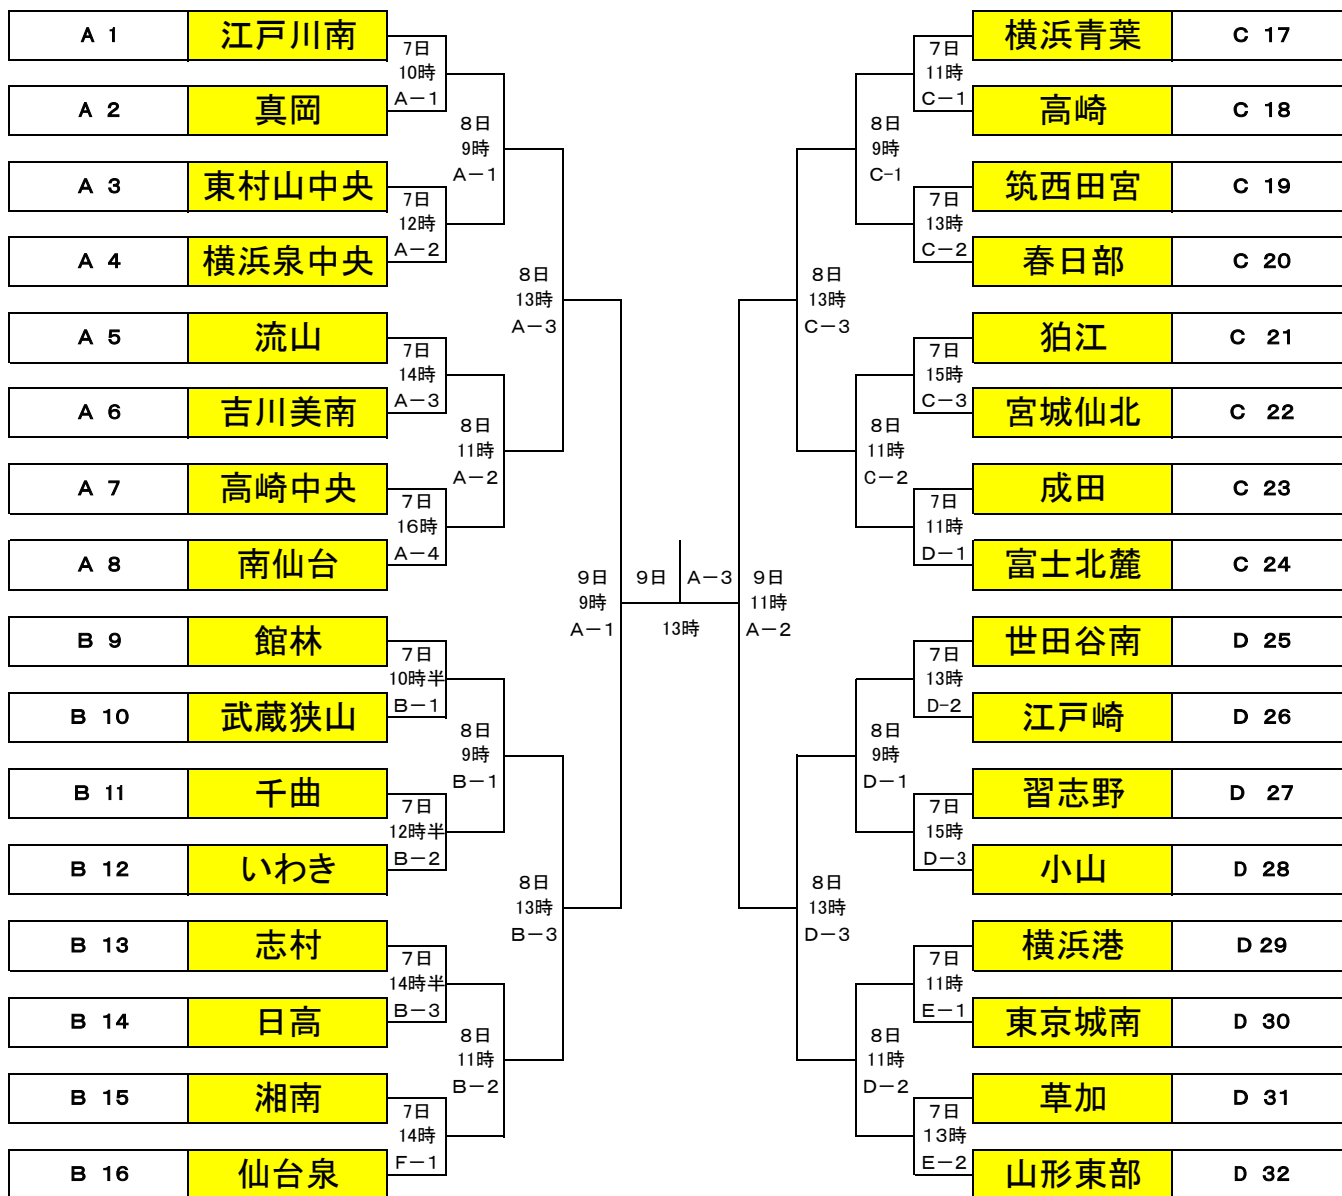 A 1 江戸川南
7日
10時
A－1
A 2 真岡
8日
9時
A－1
A 3 東村山中央
7日
12時
A－2
A 4 横浜泉中央
8日
13時
A－3
A 5 流山
7日
14時
A－3
A 6 吉川美南
8日
11時
A－2
A 7 高崎中央
7日
16時
A－4
A 8 南仙台
9日
9時
A－1
B 9 館林
7日
10時半
B－1
B 10 武蔵狭山
8日
9時
B－1
B 11 千曲
7日
12時半
B－2
B 12 いわき
8日
13時
B－3
B 13 志村
7日
14時半
B－3
B 14 日高
8日
11時
B－2
B 15 湘南
7日
14時
F－1
B 16 仙台泉
9日 A－3
13時
横浜青葉 C 17
7日
11時
C－1
高崎 C 18
8日
9時
C-1
筑西田宮 C 19
7日
13時
C－2
春日部 C 20
8日
13時
C－3
狛江 C 21
7日
15時
C－3
宮城仙北 C 22
8日
11時
C－2
成田 C 23
7日
11時
D－1
富士北麓 C 24
9日
11時
A－2
世田谷南 D 25
7日
13時
D-2
江戸崎 D 26
8日
9時
D－1
習志野 D 27
7日
15時
D－3
小山 D 28
8日
13時
D－3
横浜港 D 29
7日
11時
E－1
東京城南 D 30
8日
11時
D－2
草加 D 31
7日
13時
E－2
山形東部 D 32